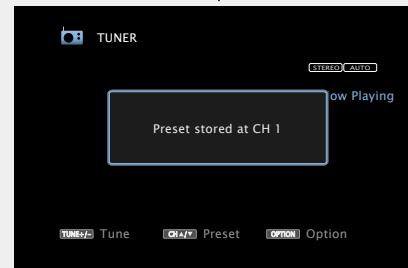 TUNER
STEREO AUTO
ow Playing
Preset stored at CH 1
TUNE+/- Tune CH▲/▼ Preset OPTION Option